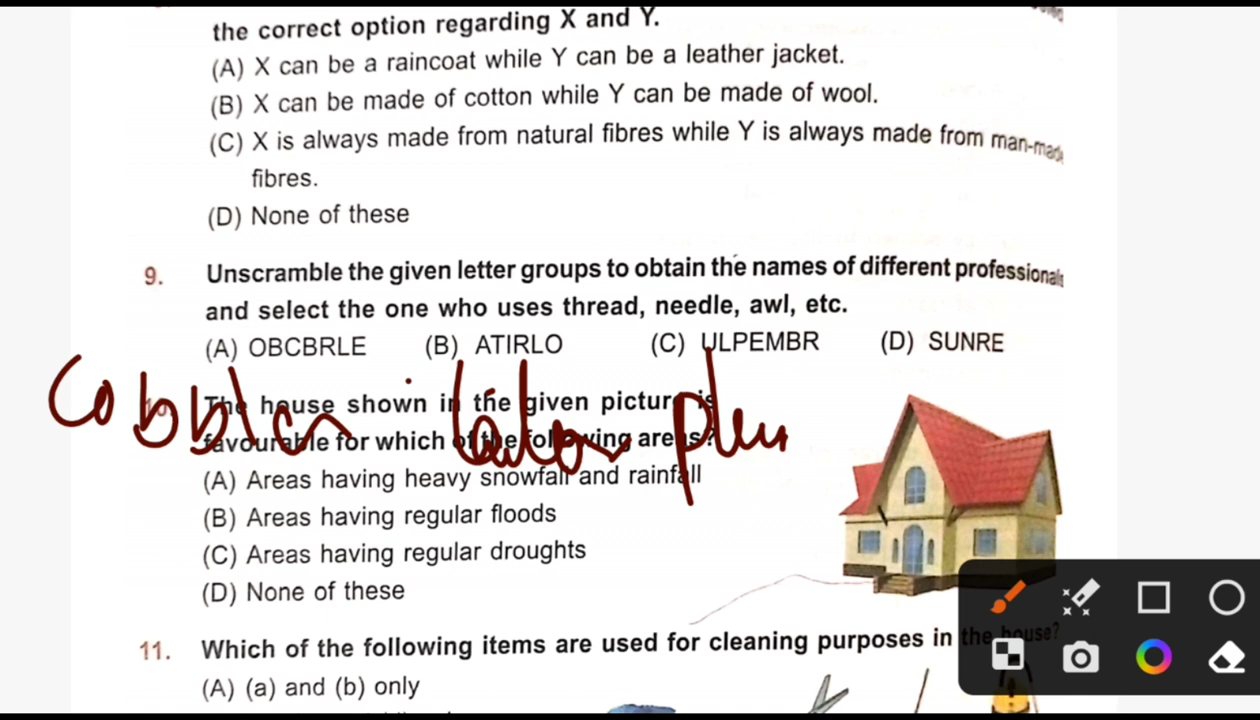 the correct option regarding X and Y.
(A) X can be a raincoat while Y can be a leather jacket.
(B) X can be made of cotton while Y can be made of wool.
(C) X is always made from natural fibres while Y is always made from man-made
fibres.
(D) None of these
9. Unscramble the given letter groups to obtain the names of different professionals
and select the one who uses thread, needle, awl, etc.
(A) OBCBRLE (B) ATIRLO (C) ULPEMBR (D) SUNRE
Cobbler tailor plum
10. The house shown in the given picture is
favourable for which of the following areas?
(A) Areas having heavy snowfall and rainfall
(B) Areas having regular floods
(C) Areas having regular droughts
(D) None of these
11. Which of the following items are used for cleaning purposes in the house?
(A) (a) and (b) only